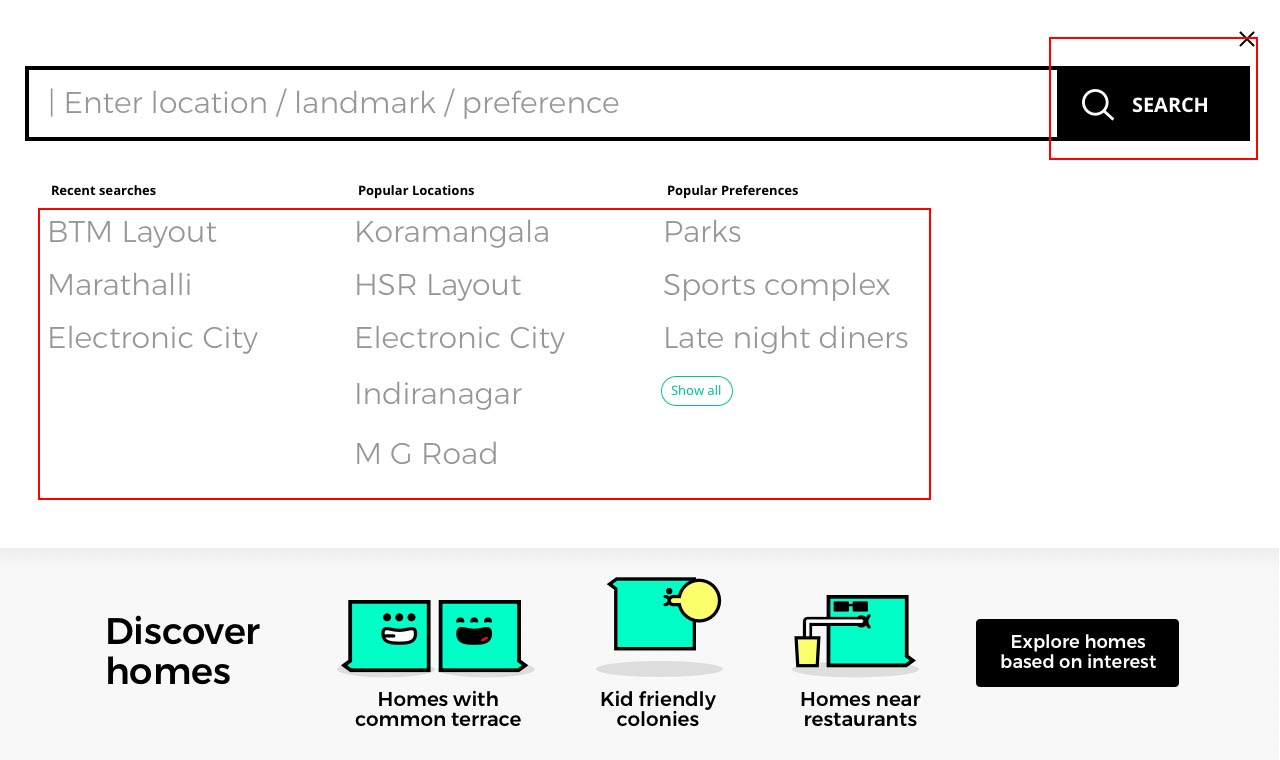 | Enter location / landmark / preference
SEARCH
Recent searches
BTM Layout
Marathalli
Electronic City
Popular Locations
Koramangala
HSR Layout
Electronic City
Indiranagar
M G Road
Popular Preferences
Parks
Sports complex
Late night diners
Show all
Discover
homes
Homes with
common terrace
Kid friendly
colonies
Homes near
restaurants
Explore homes
based on interest